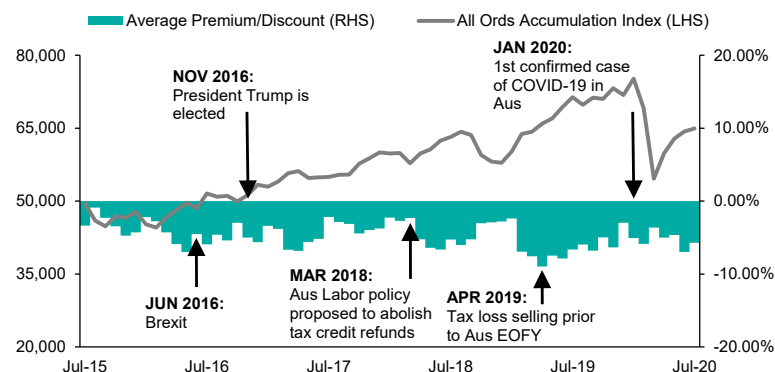 Average Premium/Discount (RHS)
All Ords Accumulation Index (LHS)
80,000
65,000
50,000
35,000
20,000
20.00%
10.00%
0.00%
-10.00%
-20.00%
NOV 2016:
President Trump is
elected
JAN 2020:
1st confirmed case
of COVID-19 in
Aus
JUN 2016:
Brexit
MAR 2018:
Aus Labor policy
proposed to abolish
tax credit refunds
APR 2019:
Tax loss selling prior
to Aus EOFY
Jul-15
Jul-16
Jul-17
Jul-18
Jul-19
Jul-20